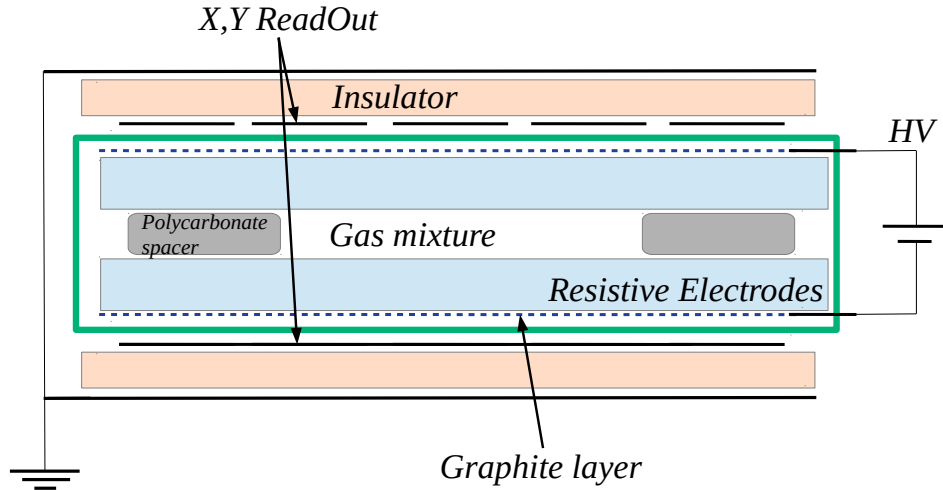 X,Y ReadOut
Insulator
HV
Polycarbonate
spacer
Gas mixture
Resistive Electrodes
Graphite layer